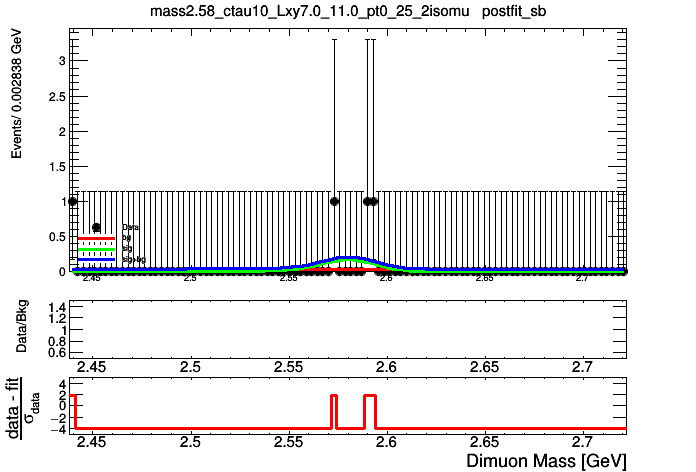 mass2.58_ctau10_Lxy7.0_11.0_pt0_25_2isomu postfit_sb
Events/ 0.002838 GeV
3
2.5
2
1.5
1
0.5
0
Data
bg
sig
sig+bg
2.45 2.5 2.55 2.6 2.65 2.7
Data/Bkg
1.4
1.2
1
0.8
0.6
2.45 2.5 2.55 2.6 2.65 2.7
data - fit
σdata
4
2
0
−2
−4
2.45 2.5 2.55 2.6 2.65 2.7
Dimuon Mass [GeV]